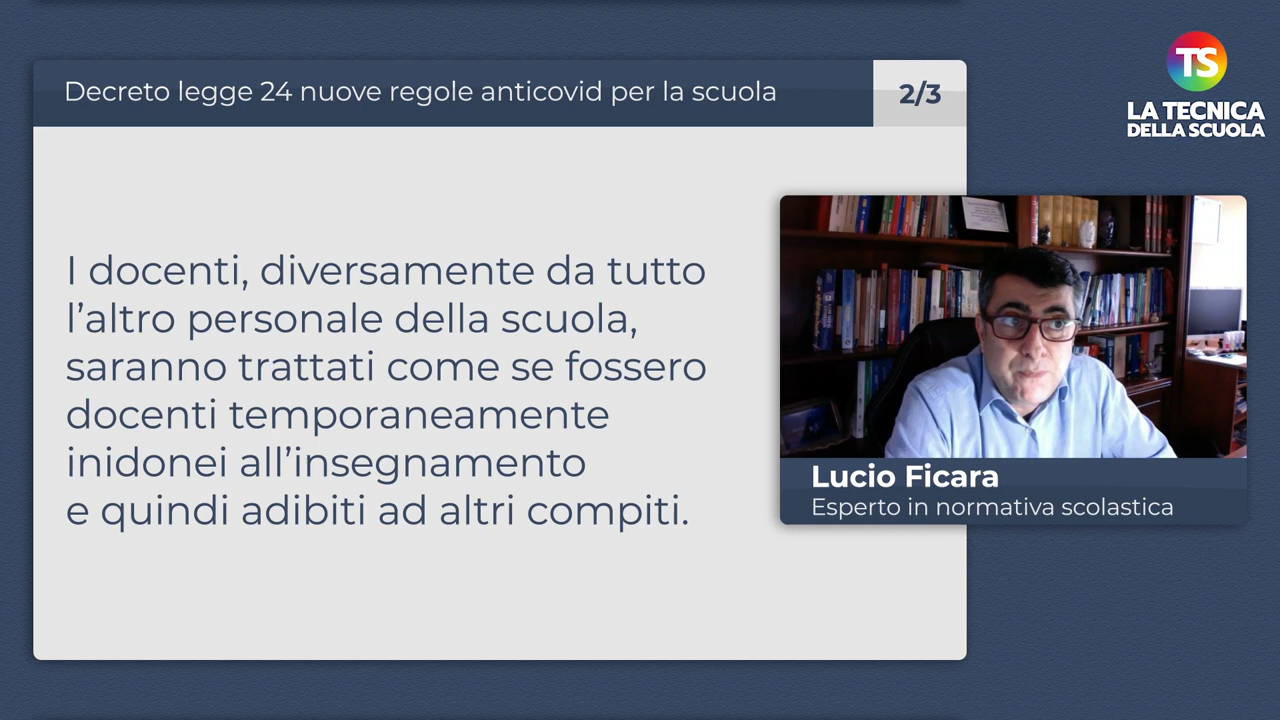 Decreto legge 24 nuove regole anticovid per la scuola
2/3
TS
LA TECNICA
DELLA SCUOLA
I docenti, diversamente da tutto
l’altro personale della scuola,
saranno trattati come se fossero
docenti temporaneamente
inidonei all’insegnamento
e quindi adibiti ad altri compiti.
Lucio Ficara
Esperto in normativa scolastica